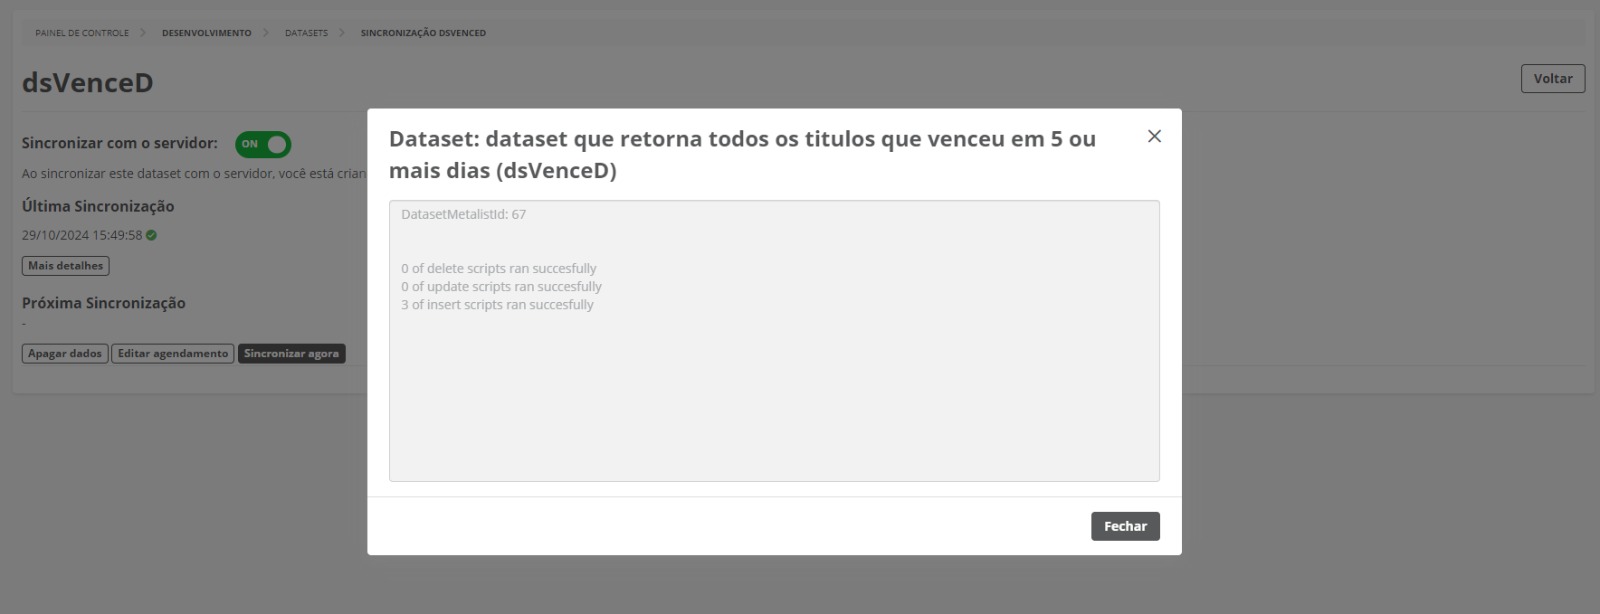 PAINEL DE CONTROLE > DESENVOLVIMENTO > DATASETS > SINCRONIZAÇÃO DSVENCED
dsVenceD
Voltar
Sincronizar com o servidor: ON
Ao sincronizar este dataset com o servidor, você está crian
Última Sincronização
29/10/2024 15:49:58
Mais detalhes
Próxima Sincronização
-
Apagar dados Editar agendamento Sincronizar agora
Dataset: dataset que retorna todos os titulos que venceu em 5 ou
mais dias (dsVenceD)
DatasetMetalistId: 67
0 of delete scripts ran succesfully
0 of update scripts ran succesfully
3 of insert scripts ran succesfully
Fechar